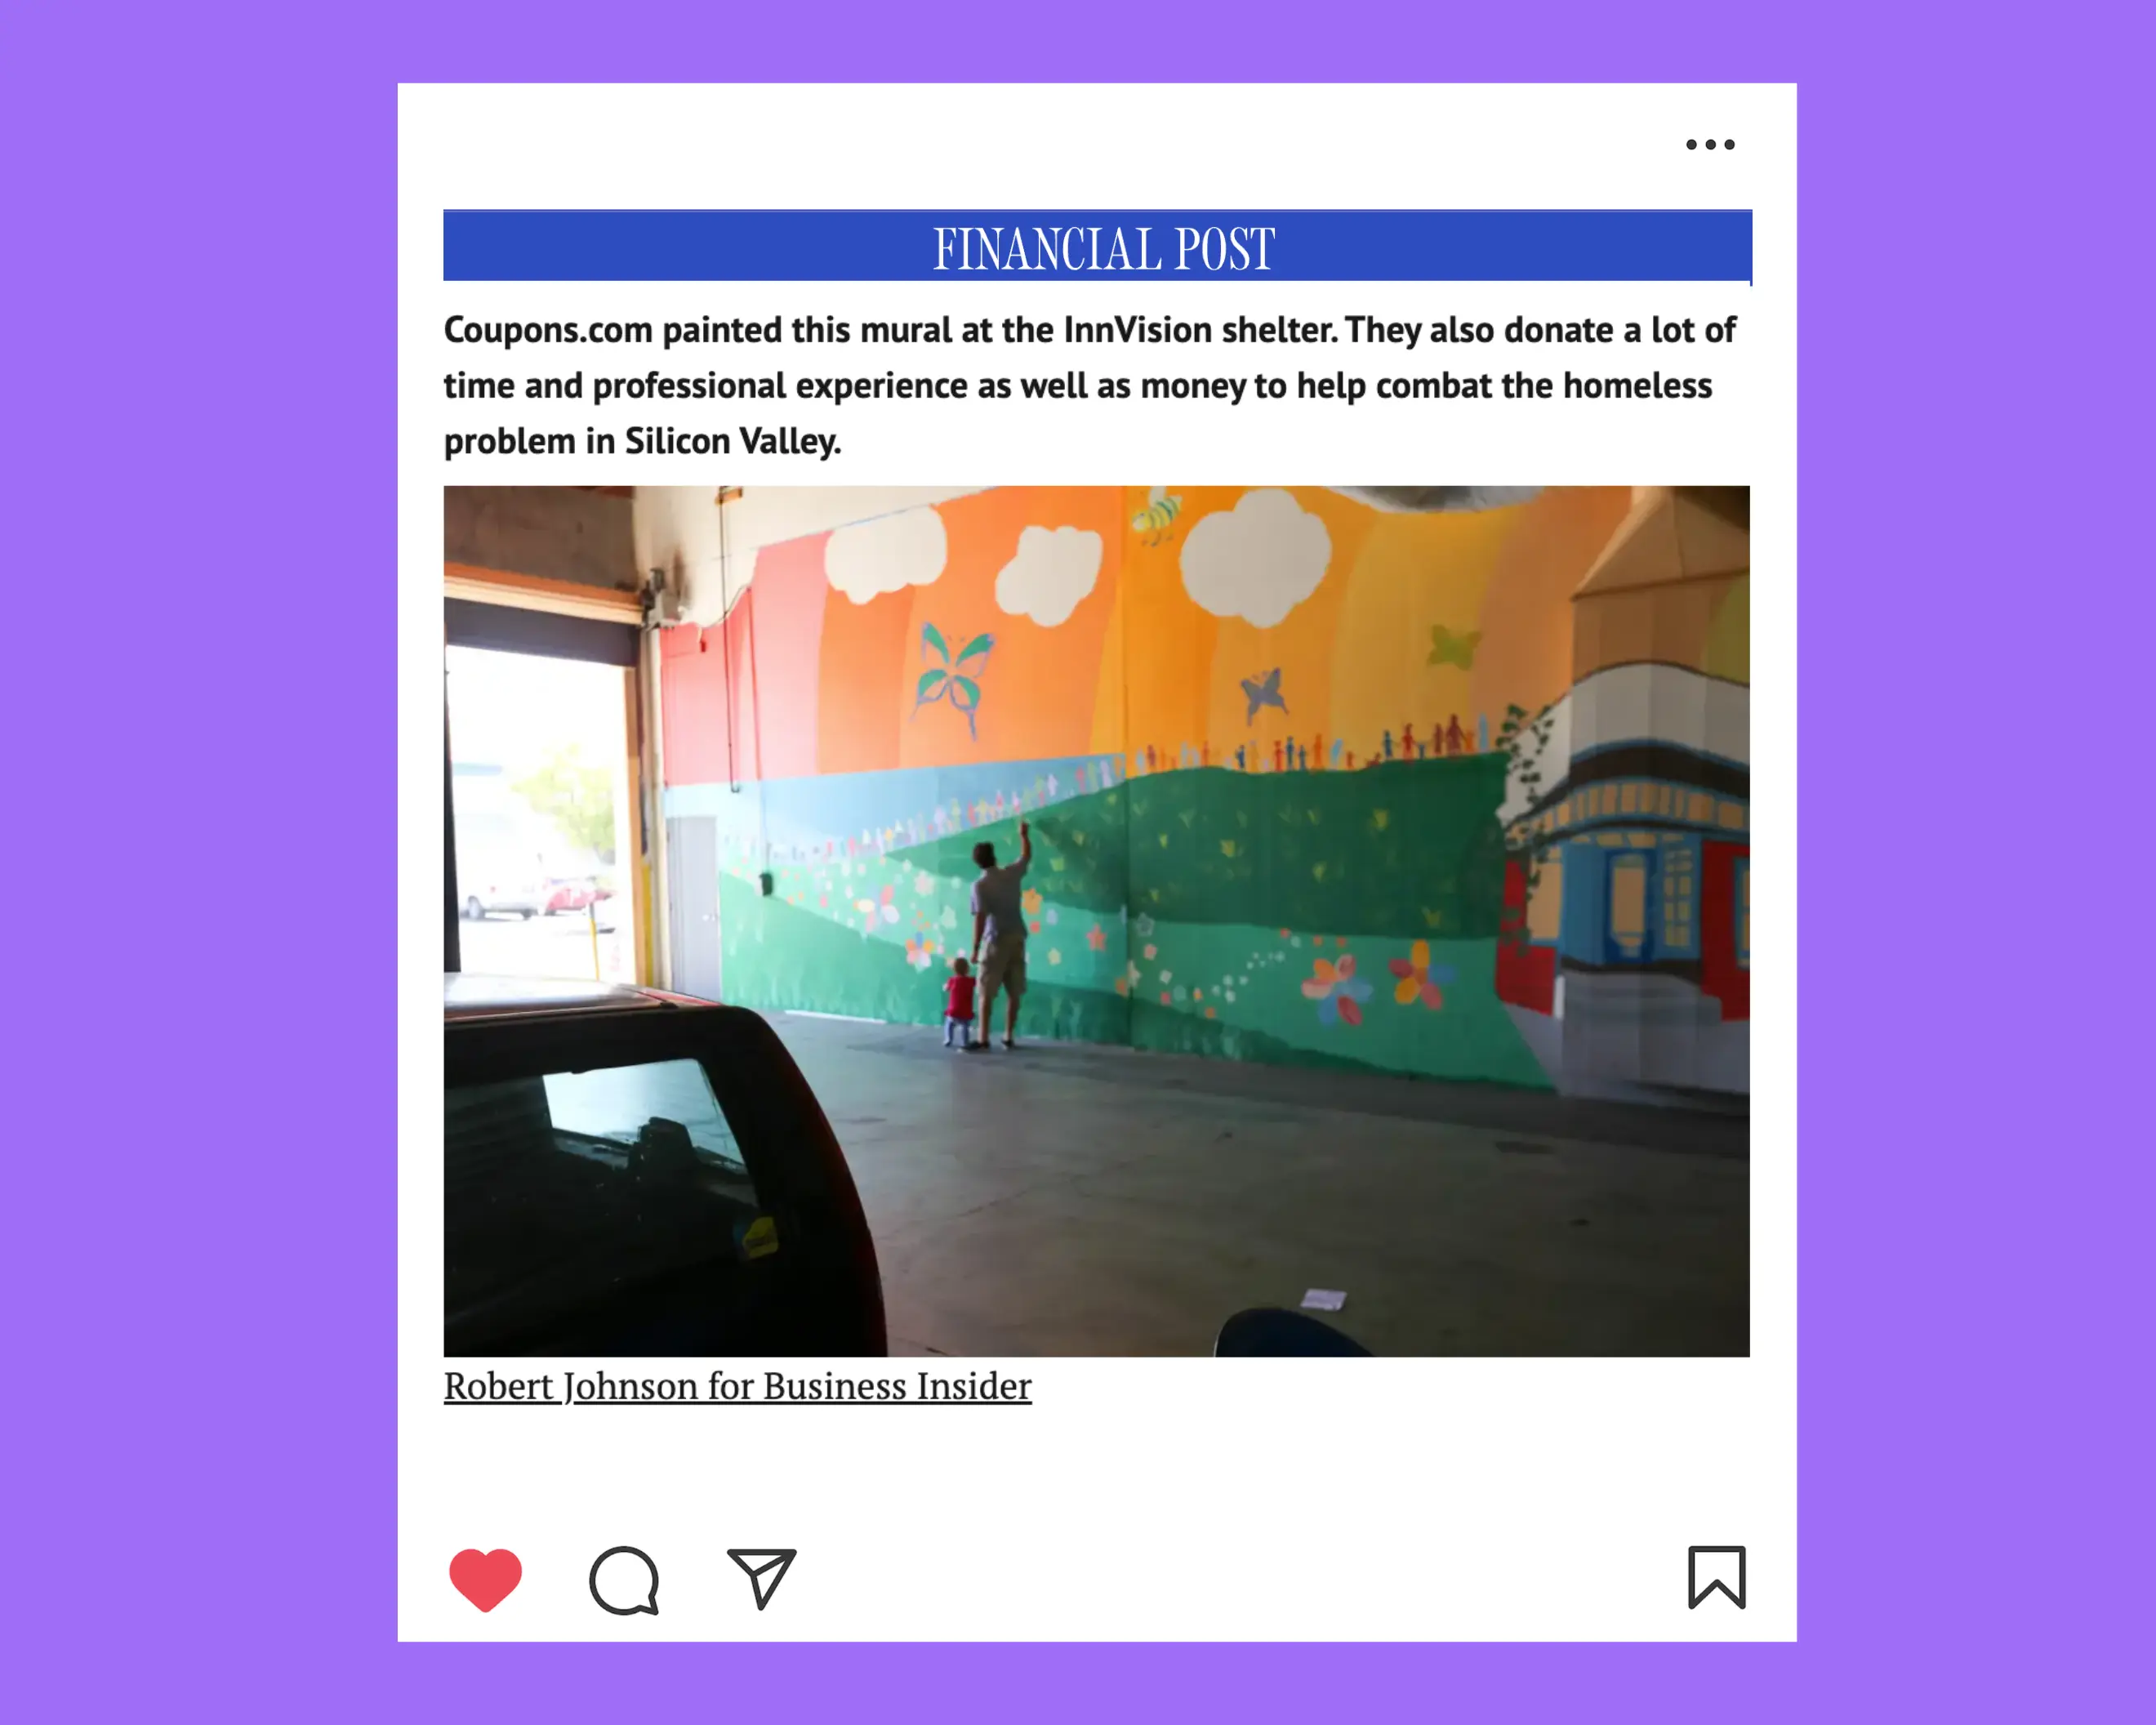 FINANCIAL POST
Coupons.com painted this mural at the InnVision shelter. They also donate a lot of
time and professional experience as well as money to help combat the homeless
problem in Silicon Valley.
Robert Johnson for Business Insider